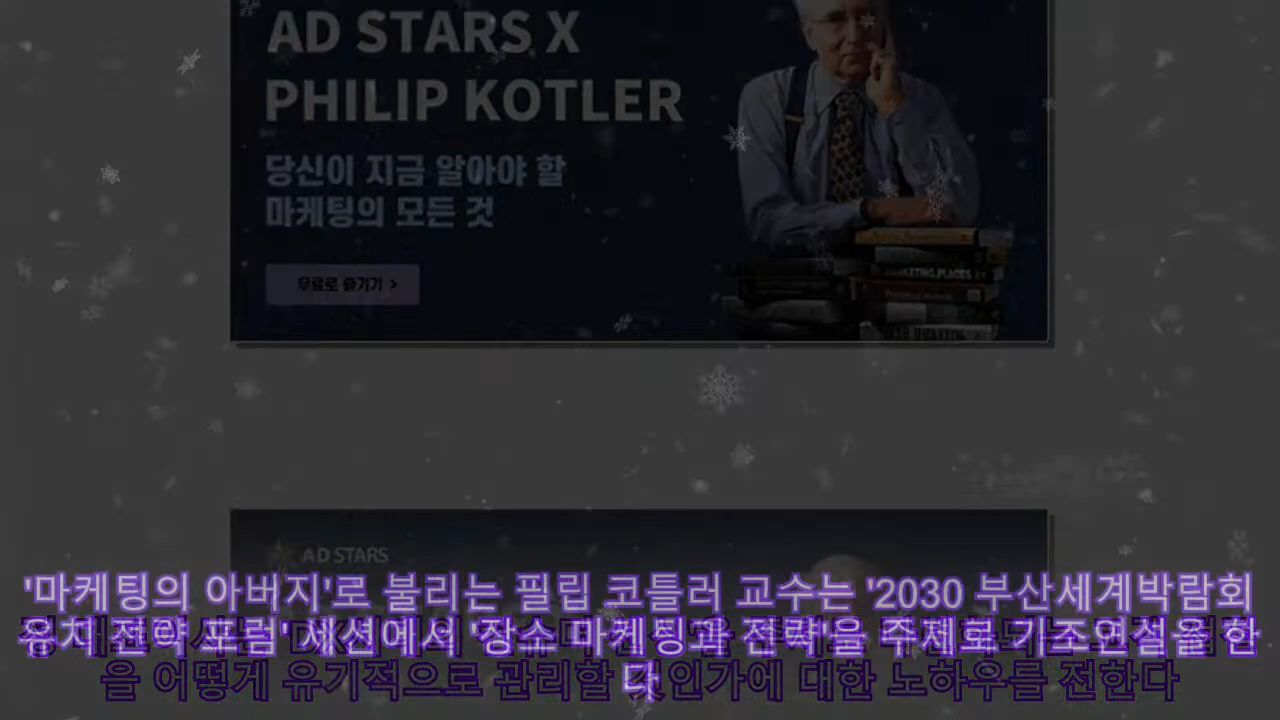 AD STARS X
PHILIP KOTLER
당신이 지금 알아야 할
마케팅의 모든 것
무료로 즐기기 >
MARKETING PLACES
AD STARS
'마케팅의 아버지'로 불리는 필립 코틀러 교수는 '2030 부산세계박람회
유치 전략 포럼' 세션에서 '장소 마케팅과 전략'을 주제로 기조연설을 한
다
을 어떻게 유기적으로 관리할 것인가에 대한 노하우를 전한다